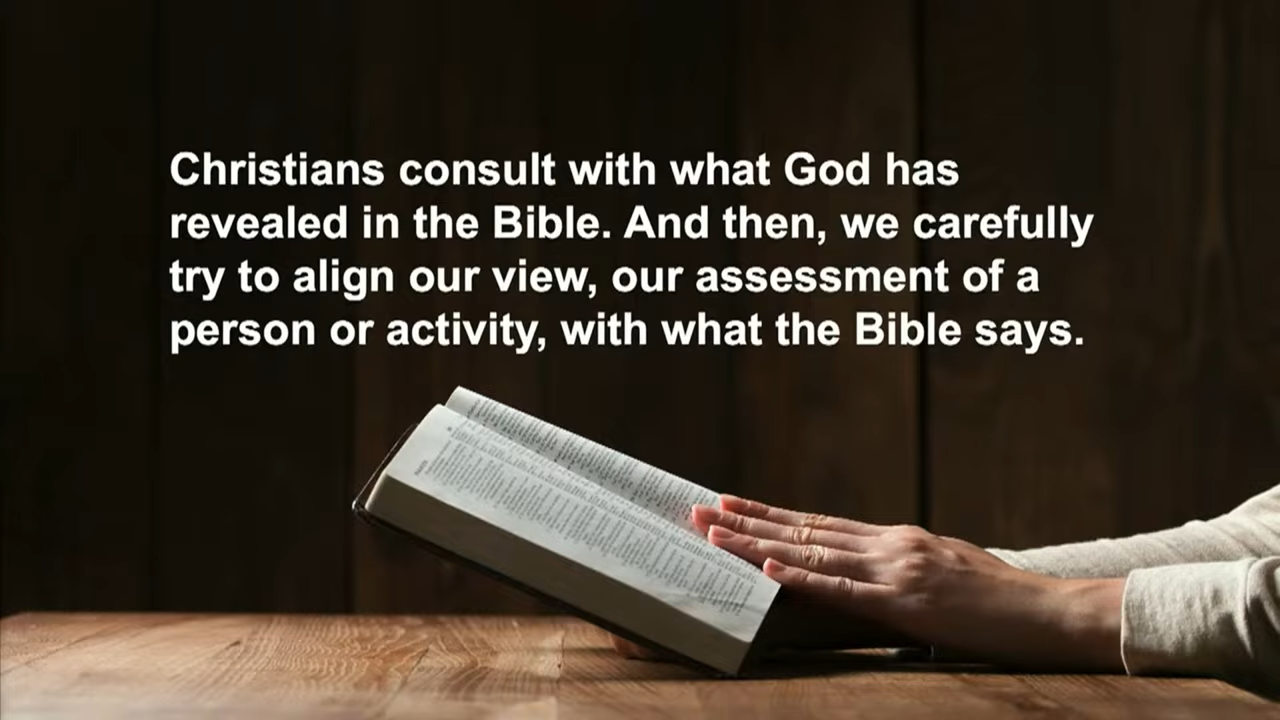 Christians consult with what God has
revealed in the Bible. And then, we carefully
try to align our view, our assessment of a
person or activity, with what the Bible says.